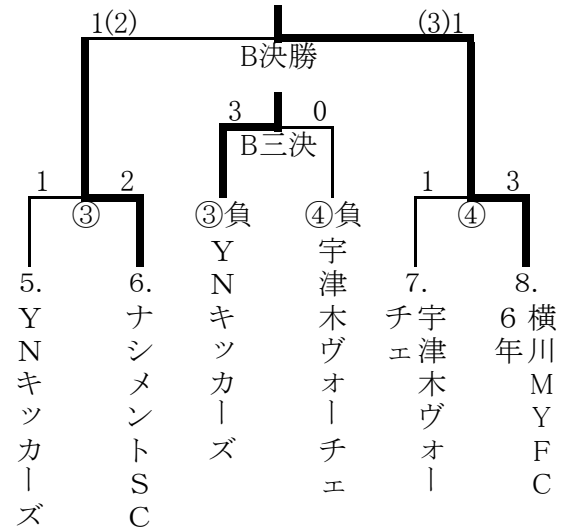 1(2)
(3)1
B決勝
3
0
B三決
1
2
③
③負
④負
1
3
④
YNキッカーズ
宇津木ヴォーチェ
5.
YNキッカーズ
6.
ナシメントSC
7.
宇津木ヴォー
チェ
8.
横川MYFC
6年